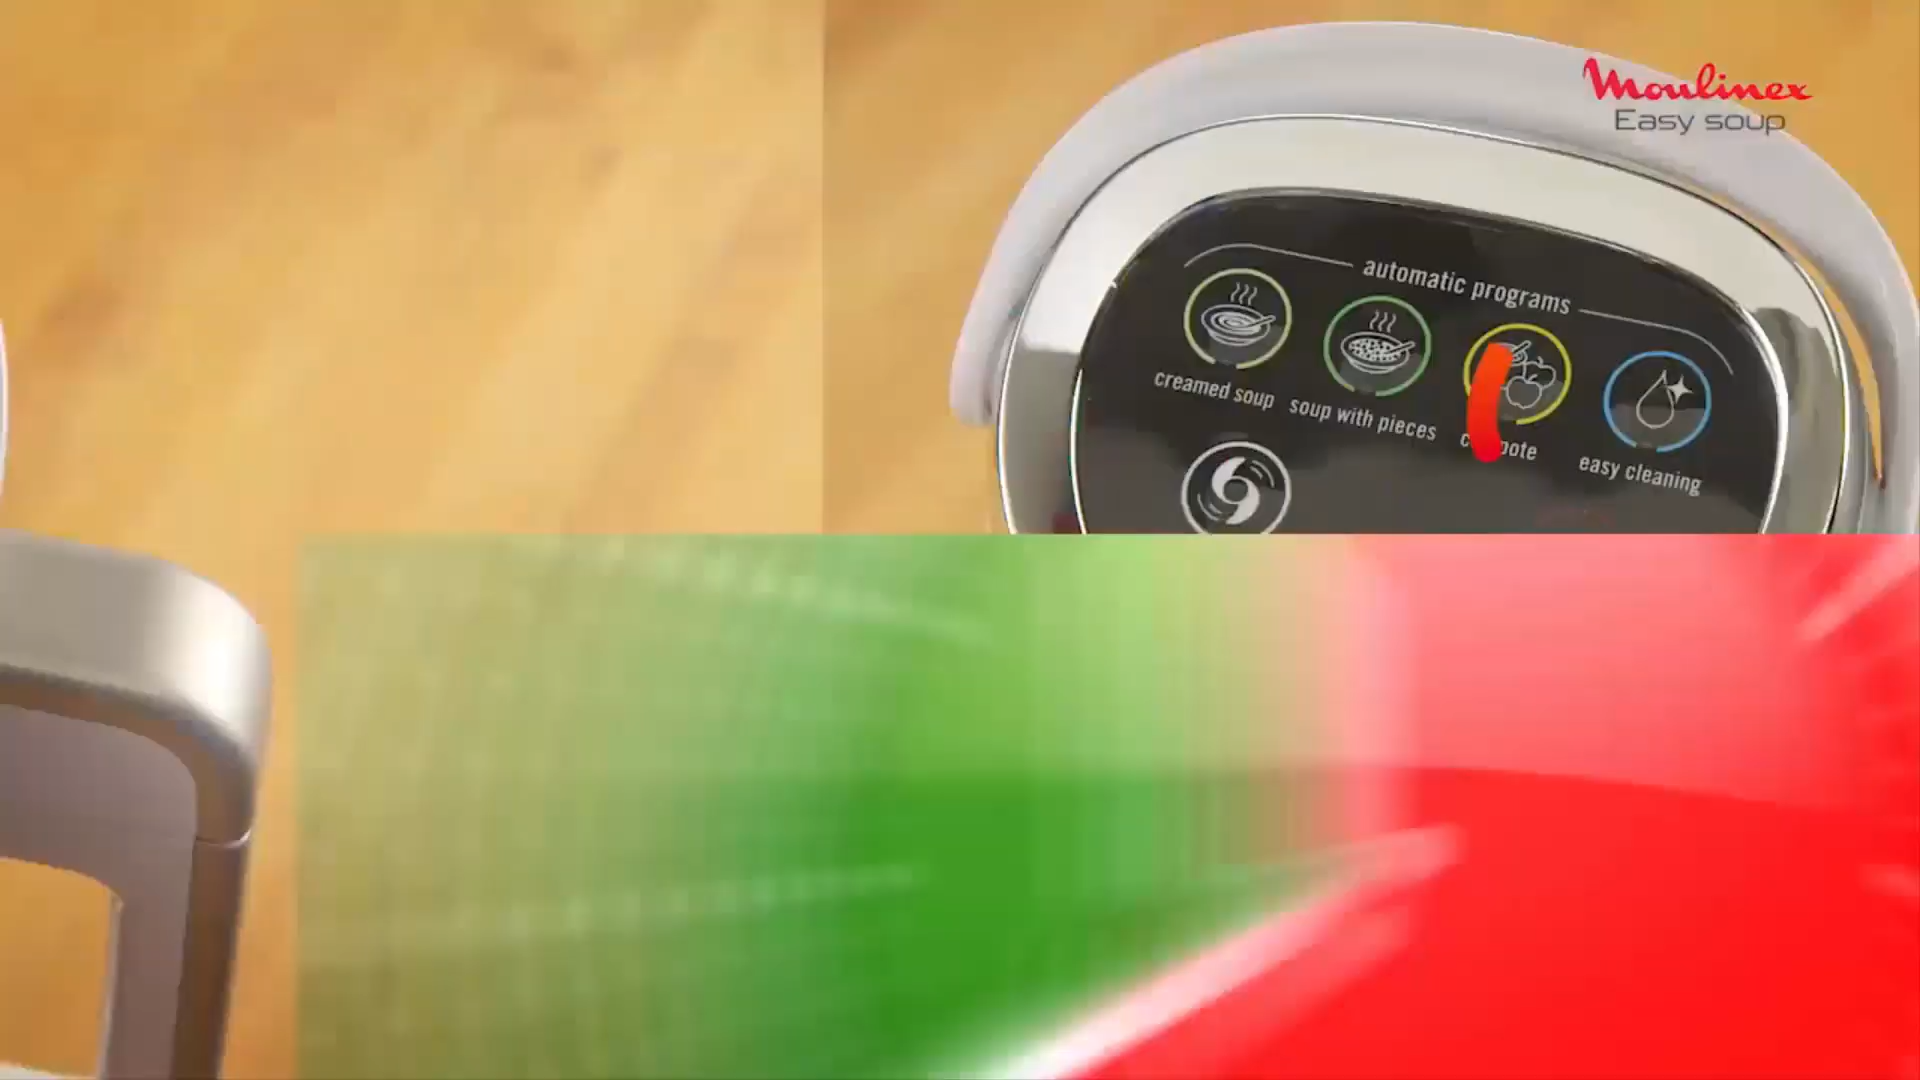 Moulinex
Easy soup
automatic programs
creamed soup
soup with pieces
easy cleaning